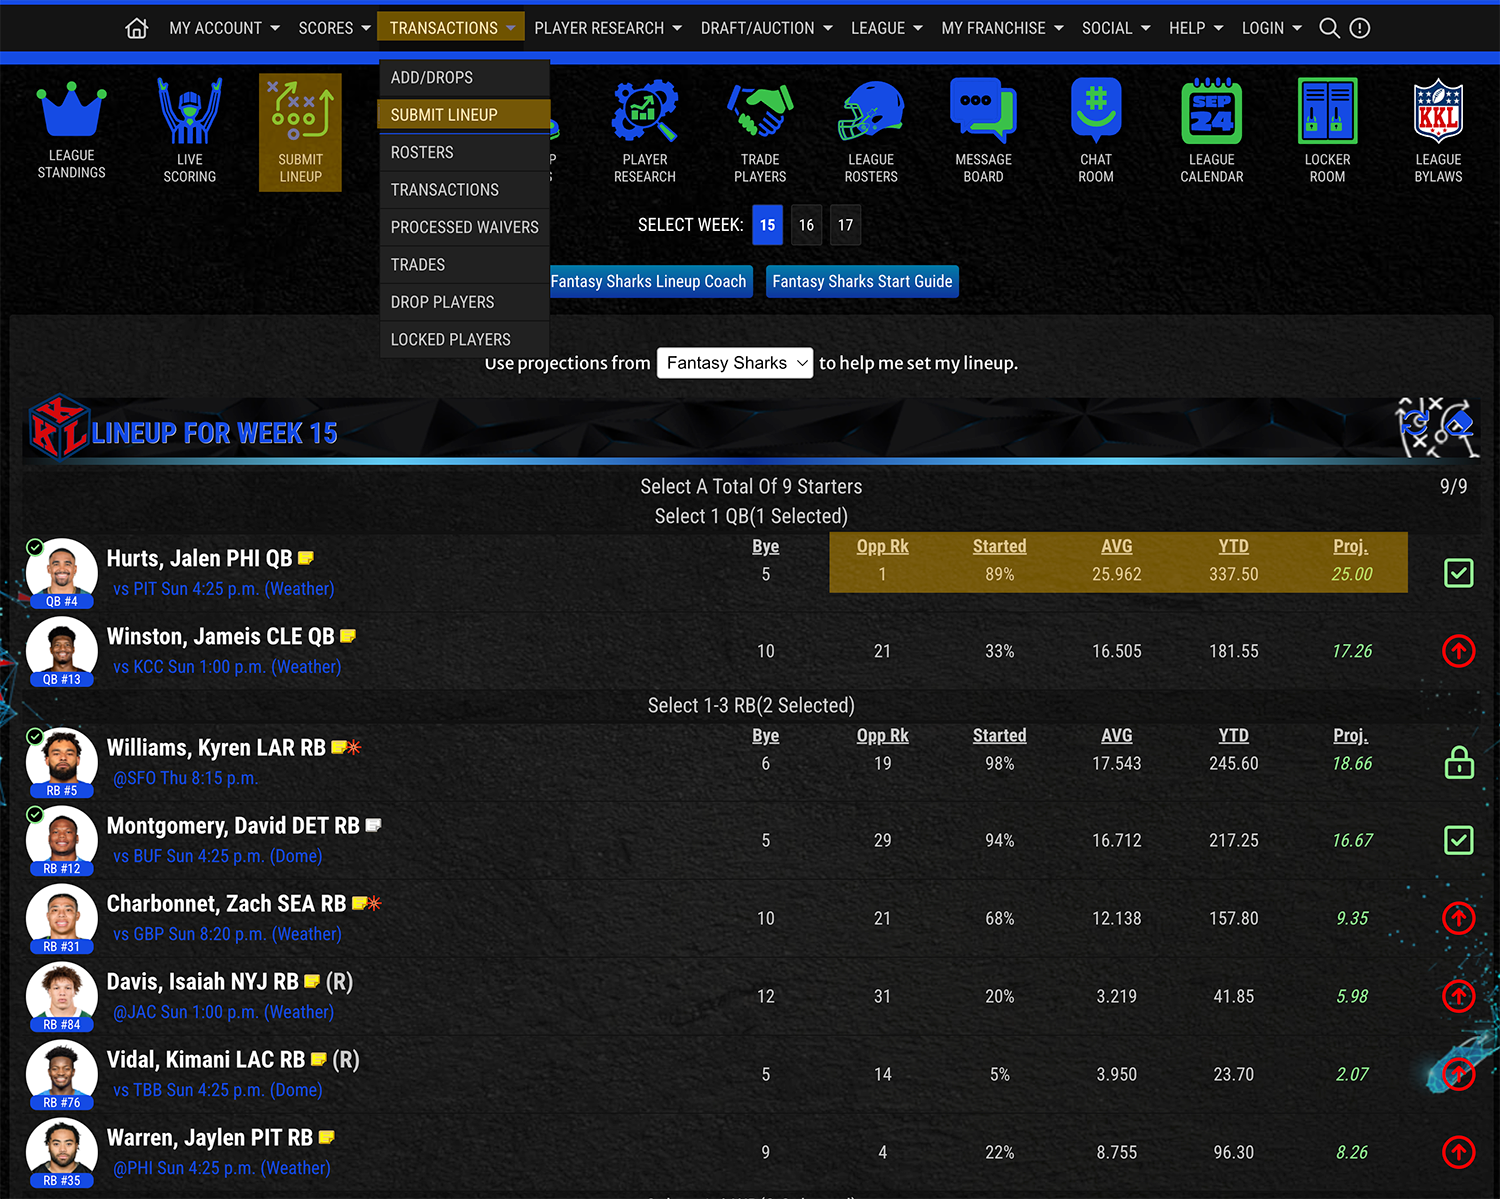 MY ACCOUNT SCORES TRANSACTIONS PLAYER RESEARCH DRAFT/AUCTION LEAGUE MY FRANCHISE SOCIAL HELP LOGIN
ADD/DROPS
SUBMIT LINEUP
ROSTERS
TRANSACTIONS
PROCESSED WAIVERS
TRADES
DROP PLAYERS
LOCKED PLAYERS
LEAGUE
STANDINGS
LIVE
SCORING
SUBMIT
LINEUP
P
S
PLAYER
RESEARCH
TRADE
PLAYERS
LEAGUE
ROSTERS
MESSAGE
BOARD
CHAT
ROOM
SEP
24
LEAGUE
CALENDAR
LOCKER
ROOM
KKL
LEAGUE
BYLAWS
SELECT WEEK: 15 16 17
Fantasy Sharks Lineup Coach Fantasy Sharks Start Guide
Use projections from Fantasy Sharks to help me set my lineup.
KKL
LINEUP FOR WEEK 15
Select A Total Of 9 Starters 9/9
Select 1 QB(1 Selected)
Bye Opp Rk Started AVG YTD Proj.
Hurts, Jalen PHI QB
vs PIT Sun 4:25 p.m. (Weather)
QB #4
5 1 89% 25.962 337.50 25.00
Winston, Jameis CLE QB
vs KCC Sun 1:00 p.m. (Weather)
QB #13
10 21 33% 16.505 181.55 17.26
Select 1-3 RB(2 Selected)
Bye Opp Rk Started AVG YTD Proj.
Williams, Kyren LAR RB
@SFO Thu 8:15 p.m.
RB #5
6 19 98% 17.543 245.60 18.66
Montgomery, David DET RB
vs BUF Sun 4:25 p.m. (Dome)
RB #12
5 29 94% 16.712 217.25 16.67
Charbonnet, Zach SEA RB
vs GBP Sun 8:20 p.m. (Weather)
RB #31
10 21 68% 12.138 157.80 9.35
Davis, Isaiah NYJ RB (R)
@JAC Sun 1:00 p.m. (Weather)
RB #84
12 31 20% 3.219 41.85 5.98
Vidal, Kimani LAC RB (R)
vs TBB Sun 4:25 p.m. (Dome)
RB #76
5 14 5% 3.950 23.70 2.07
Warren, Jaylen PIT RB
@PHI Sun 4:25 p.m. (Weather)
RB #35
9 4 22% 8.755 96.30 8.26